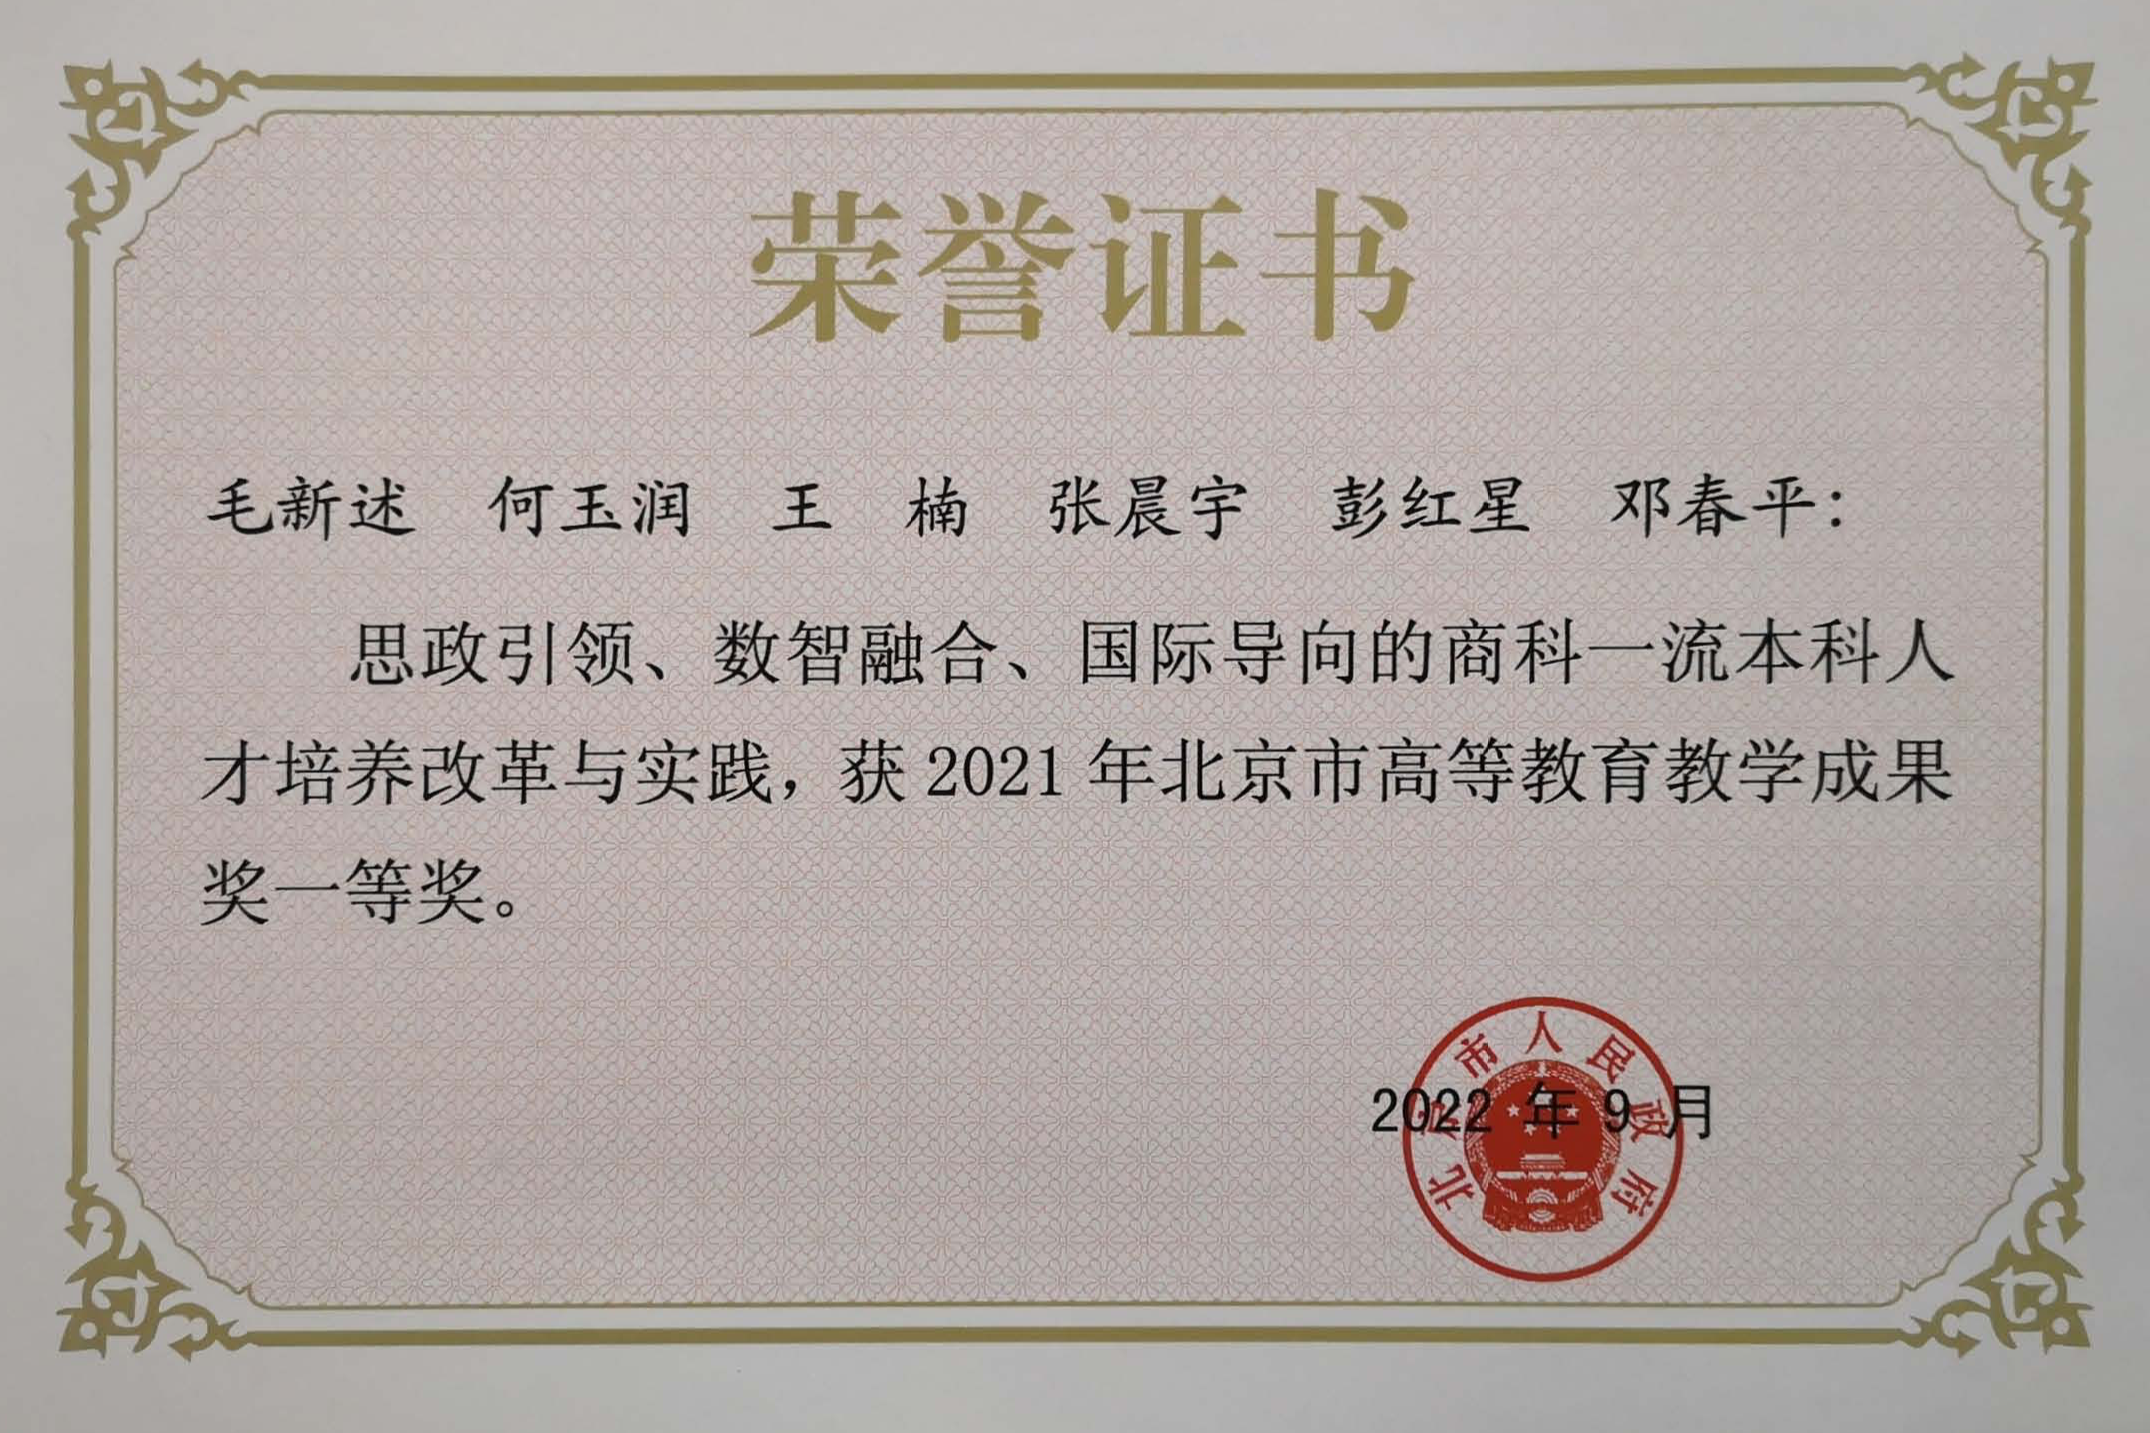 荣誉证书
毛新述 何玉润 王 楠 张晨宇 彭红星 邓春平：
思政引领、数智融合、国际导向的商科一流本科人
才培养改革与实践，获 2021 年北京市高等教育教学成果
奖一等奖。
北京市人民政府
2022 年 9 月